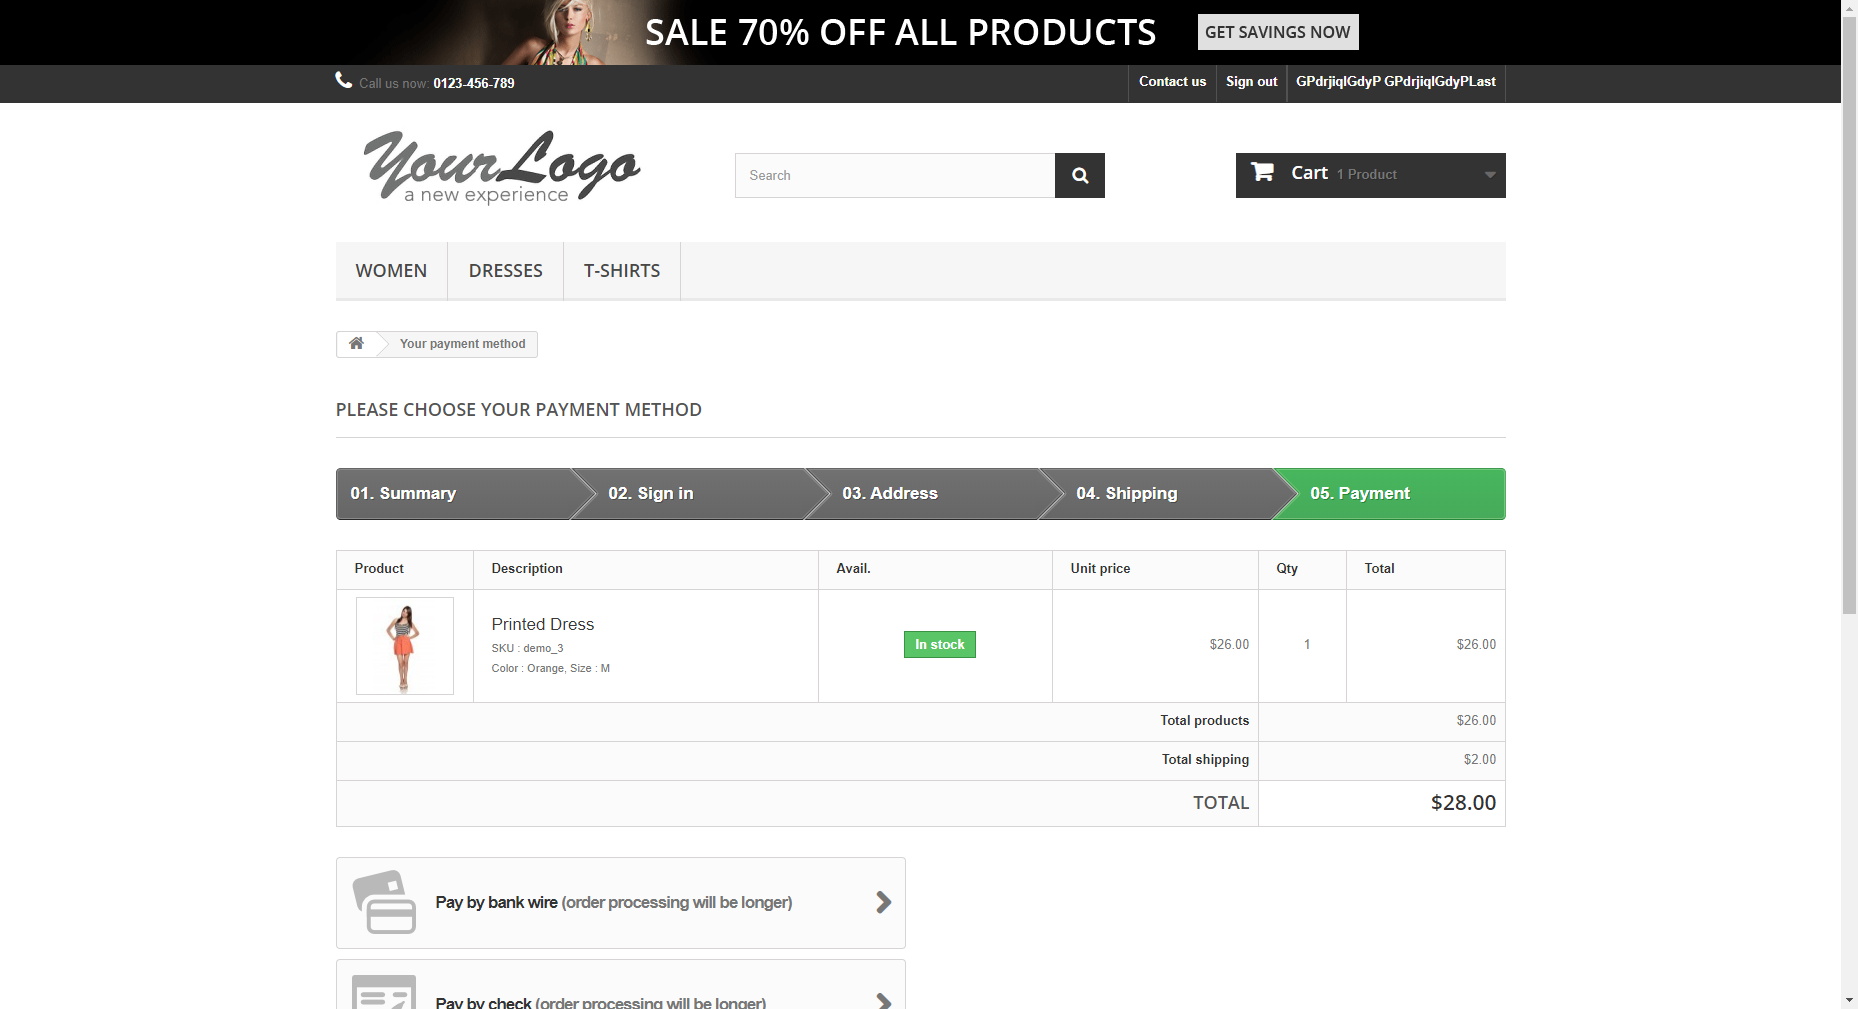 SALE 70% OFF ALL PRODUCTS GET SAVINGS NOW
Call us now: 0123-456-789 Contact us Sign out GPdrjiqlGdyP GPdrjiqlGdyPLast
YourLogo
a new experience
Search
Cart 1 Product
WOMEN DRESSES T-SHIRTS
Your payment method
PLEASE CHOOSE YOUR PAYMENT METHOD
01. Summary 02. Sign in 03. Address 04. Shipping 05. Payment
Product Description Avail. Unit price Qty Total
Printed Dress
SKU : demo_3
Color : Orange, Size : M
In stock $26.00 1 $26.00
Total products $26.00
Total shipping $2.00
TOTAL $28.00
Pay by bank wire (order processing will be longer)
Pay by check (order processing will be longer)